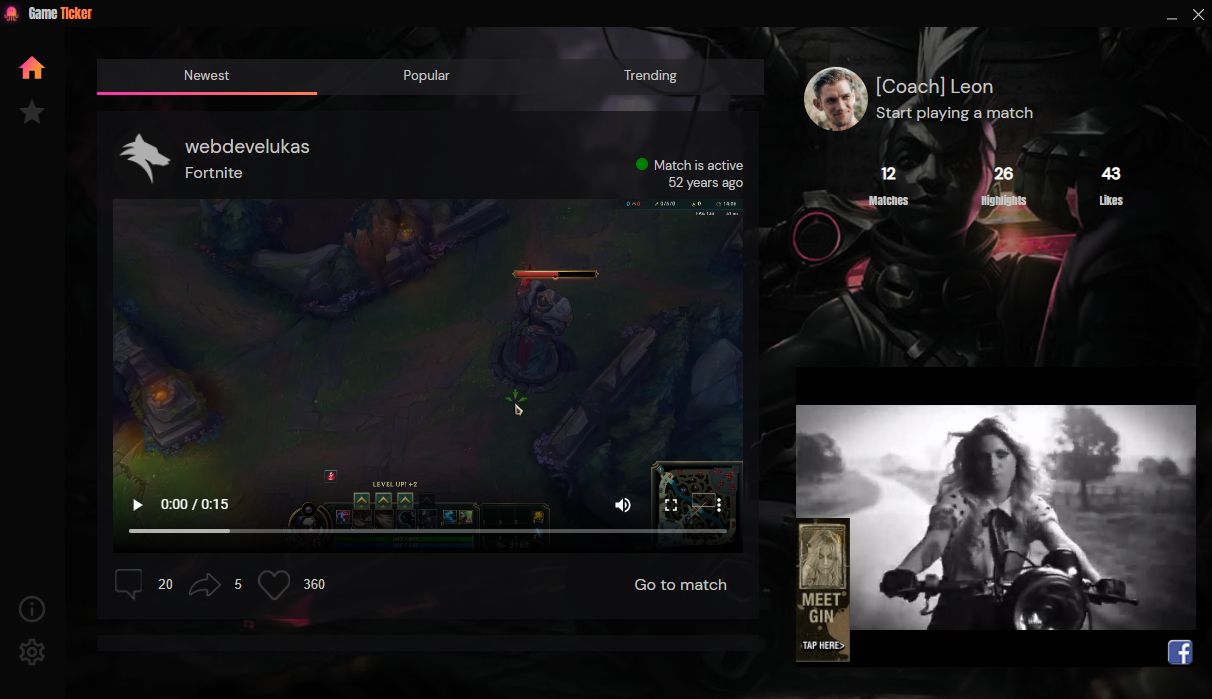 Game Ticker
Newest
Popular
Trending
webdevelukas
Fortnite
Match is active
52 years ago
[Coach] Leon
Start playing a match
12
Matches
26
Highlights
43
Likes
LEVEL UP! +2
0:00 / 0:15
20
5
360
Go to match
MEET
GIN
TAP HERE>